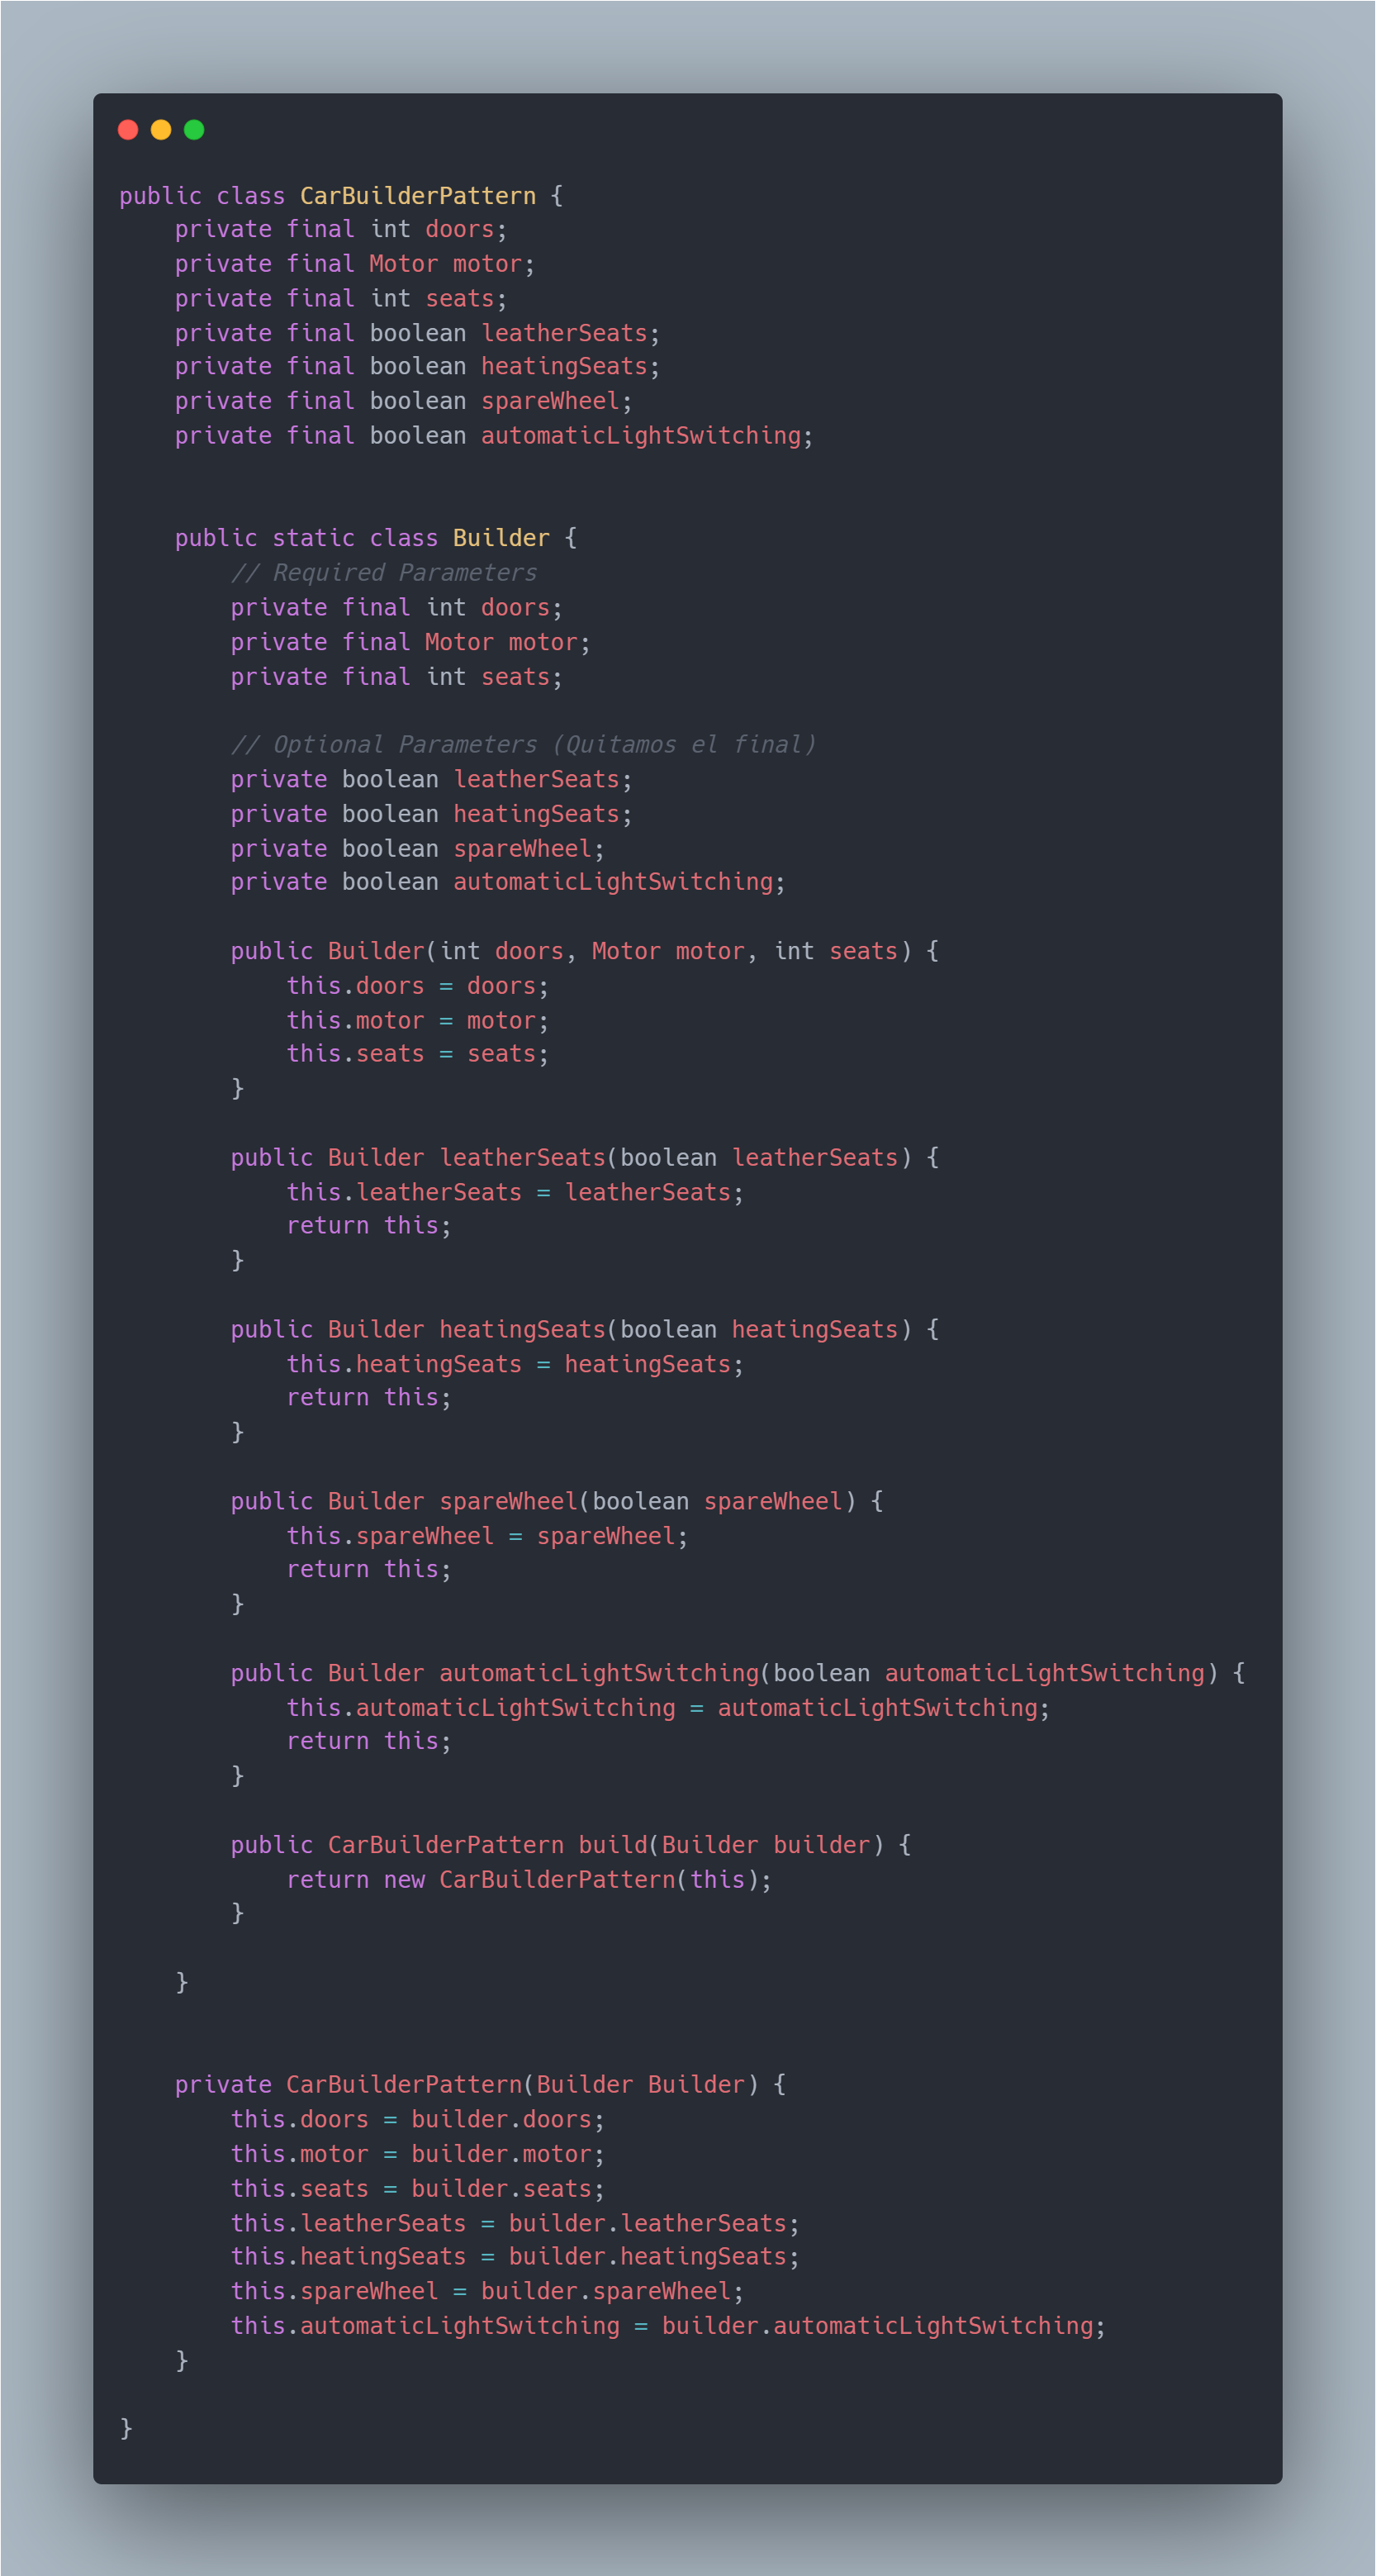 public class CarBuilderPattern {
    private final int doors;
    private final Motor motor;
    private final int seats;
    private final boolean leatherSeats;
    private final boolean heatingSeats;
    private final boolean spareWheel;
    private final boolean automaticLightSwitching;


    public static class Builder {
        // Required Parameters
        private final int doors;
        private final Motor motor;
        private final int seats;

        // Optional Parameters (Quitamos el final)
        private boolean leatherSeats;
        private boolean heatingSeats;
        private boolean spareWheel;
        private boolean automaticLightSwitching;

        public Builder(int doors, Motor motor, int seats) {
            this.doors = doors;
            this.motor = motor;
            this.seats = seats;
        }

        public Builder leatherSeats(boolean leatherSeats) {
            this.leatherSeats = leatherSeats;
            return this;
        }

        public Builder heatingSeats(boolean heatingSeats) {
            this.heatingSeats = heatingSeats;
            return this;
        }

        public Builder spareWheel(boolean spareWheel) {
            this.spareWheel = spareWheel;
            return this;
        }

        public Builder automaticLightSwitching(boolean automaticLightSwitching) {
            this.automaticLightSwitching = automaticLightSwitching;
            return this;
        }

        public CarBuilderPattern build(Builder builder) {
            return new CarBuilderPattern(this);
        }

    }


    private CarBuilderPattern(Builder Builder) {
        this.doors = builder.doors;
        this.motor = builder.motor;
        this.seats = builder.seats;
        this.leatherSeats = builder.leatherSeats;
        this.heatingSeats = builder.heatingSeats;
        this.spareWheel = builder.spareWheel;
        this.automaticLightSwitching = builder.automaticLightSwitching;
    }

}